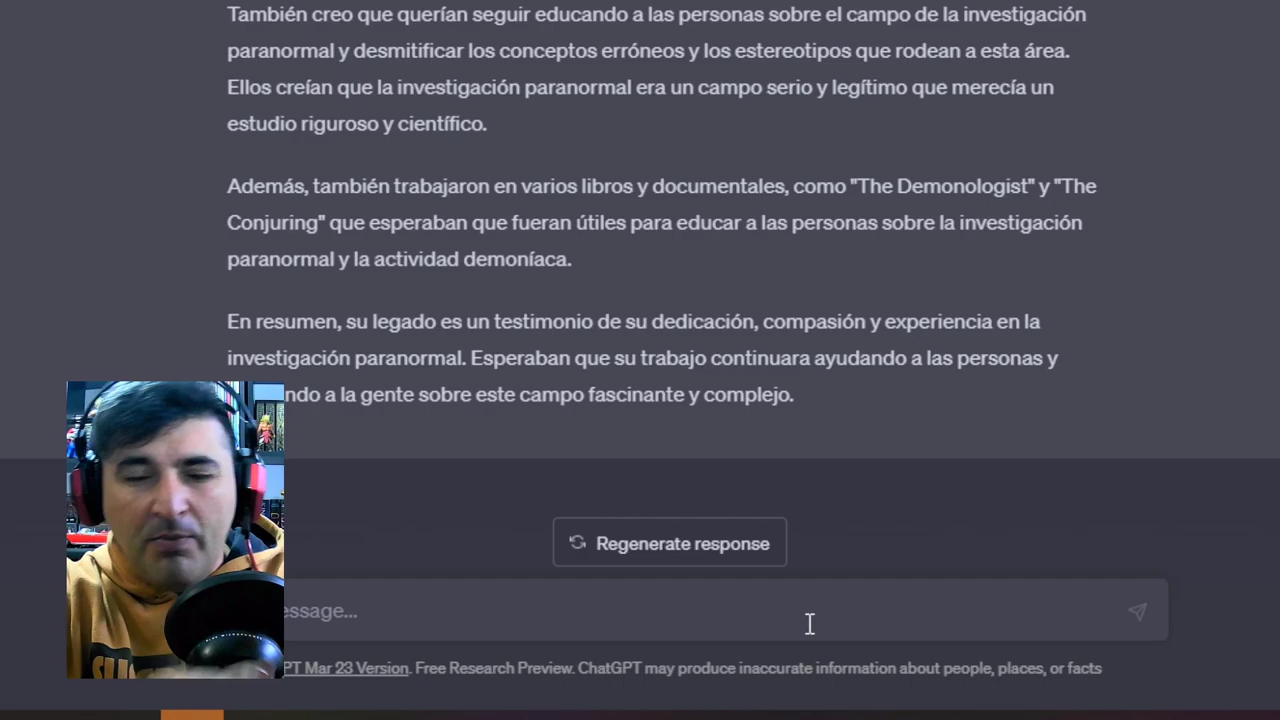 También creo que querían seguir educando a las personas sobre el campo de la investigación
paranormal y desmitificar los conceptos erróneos y los estereotipos que rodean a esta área.
Ellos creían que la investigación paranormal era un campo serio y legítimo que merecía un
estudio riguroso y científico.
Además, también trabajaron en varios libros y documentales, como "The Demonologist" y "The
Conjuring" que esperaban que fueran útiles para educar a las personas sobre la investigación
paranormal y la actividad demoníaca.
En resumen, su legado es un testimonio de su dedicación, compasión y experiencia en la
investigación paranormal. Esperaban que su trabajo continuara ayudando a las personas y
ndo a la gente sobre este campo fascinante y complejo.
Regenerate response
essage...
PT Mar 23 Version. Free Research Preview. ChatGPT may produce inaccurate information about people, places, or facts